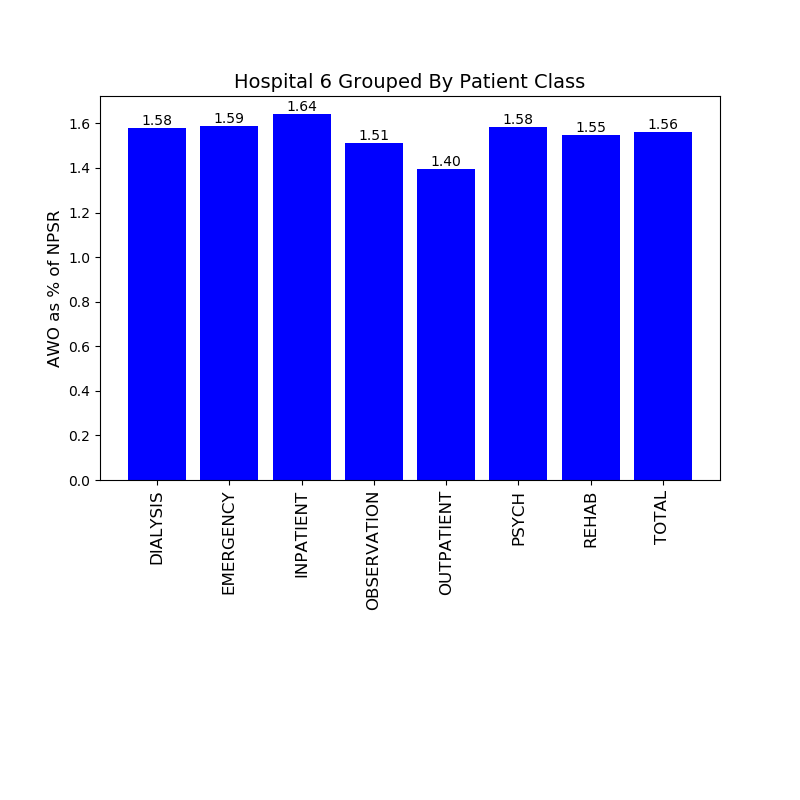 Hospital 6 Grouped By Patient Class
AWO as % of NPSR
1.6
1.4
1.2
1.0
0.8
0.6
0.4
0.2
0.0
1.58
1.59
1.64
1.51
1.40
1.58
1.55
1.56
DIALYSIS
EMERGENCY
INPATIENT
OBSERVATION
OUTPATIENT
PSYCH
REHAB
TOTAL